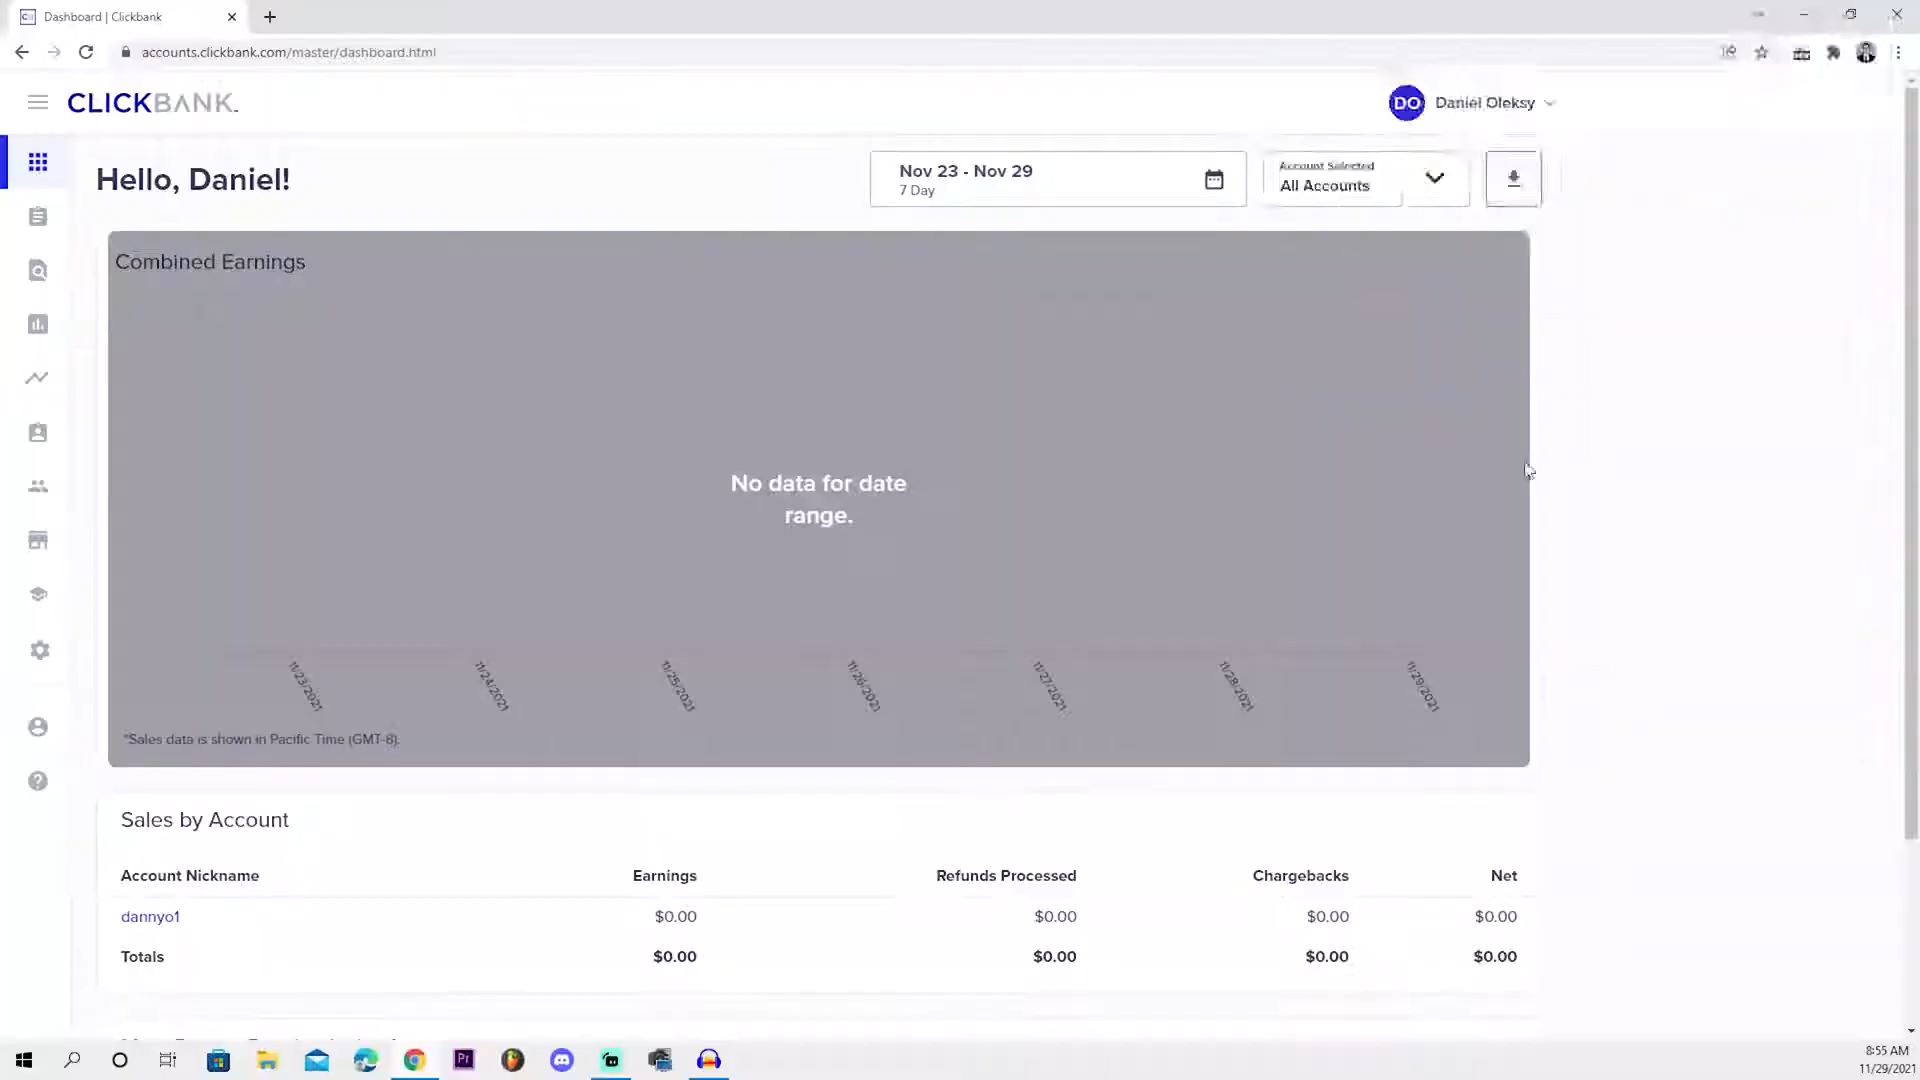 Dashboard | Clickbank
accounts.clickbank.com/master/dashboard.html
CLICKBANK.
DO Daniel Oleksy
Hello, Daniel!
Nov 23 - Nov 29
7 Day
Account Selected
All Accounts
Combined Earnings
No data for date
range.
11/23/2021 11/24/2021 11/25/2021 11/26/2021 11/27/2021 11/28/2021 11/29/2021
*Sales data is shown in Pacific Time (GMT-8).
Sales by Account
Account Nickname Earnings Refunds Processed Chargebacks Net
dannyo1 $0.00 $0.00 $0.00 $0.00
Totals $0.00 $0.00 $0.00 $0.00
Pr
8:55 AM
11/29/2021